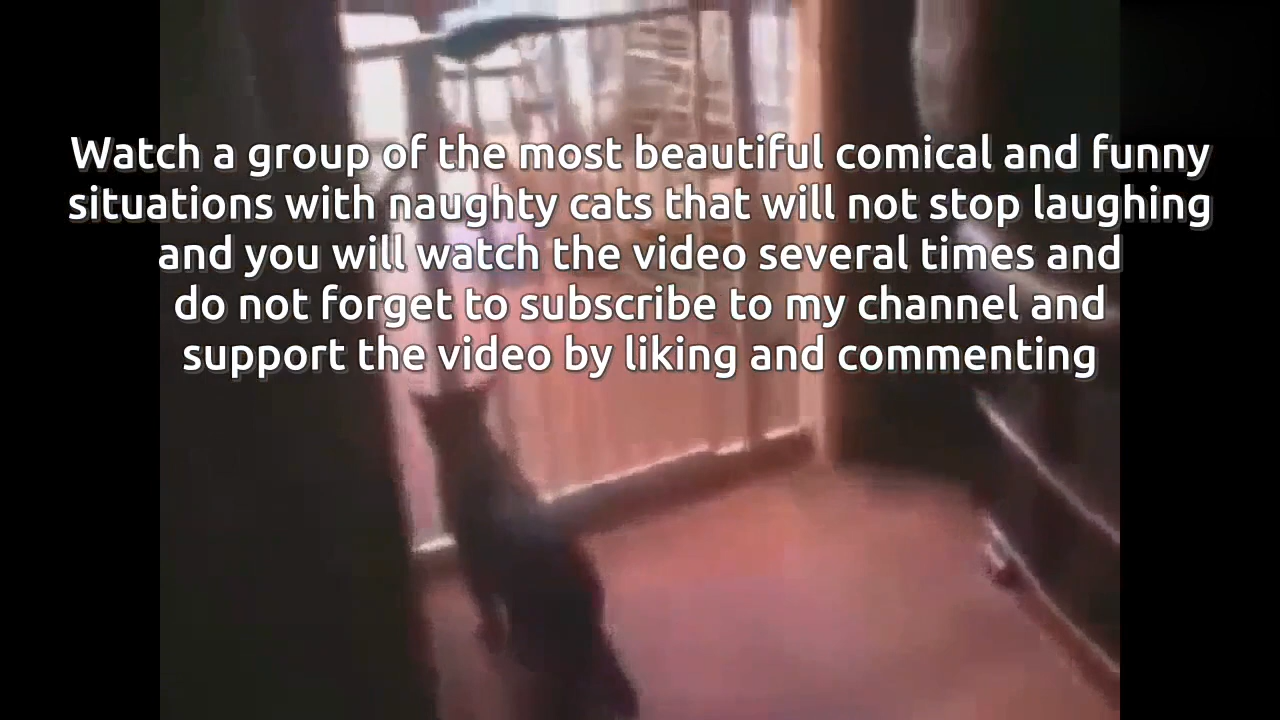 Watch a group of the most beautiful comical and funny
situations with naughty cats that will not stop laughing
and you will watch the video several times and
do not forget to subscribe to my channel and
support the video by liking and commenting